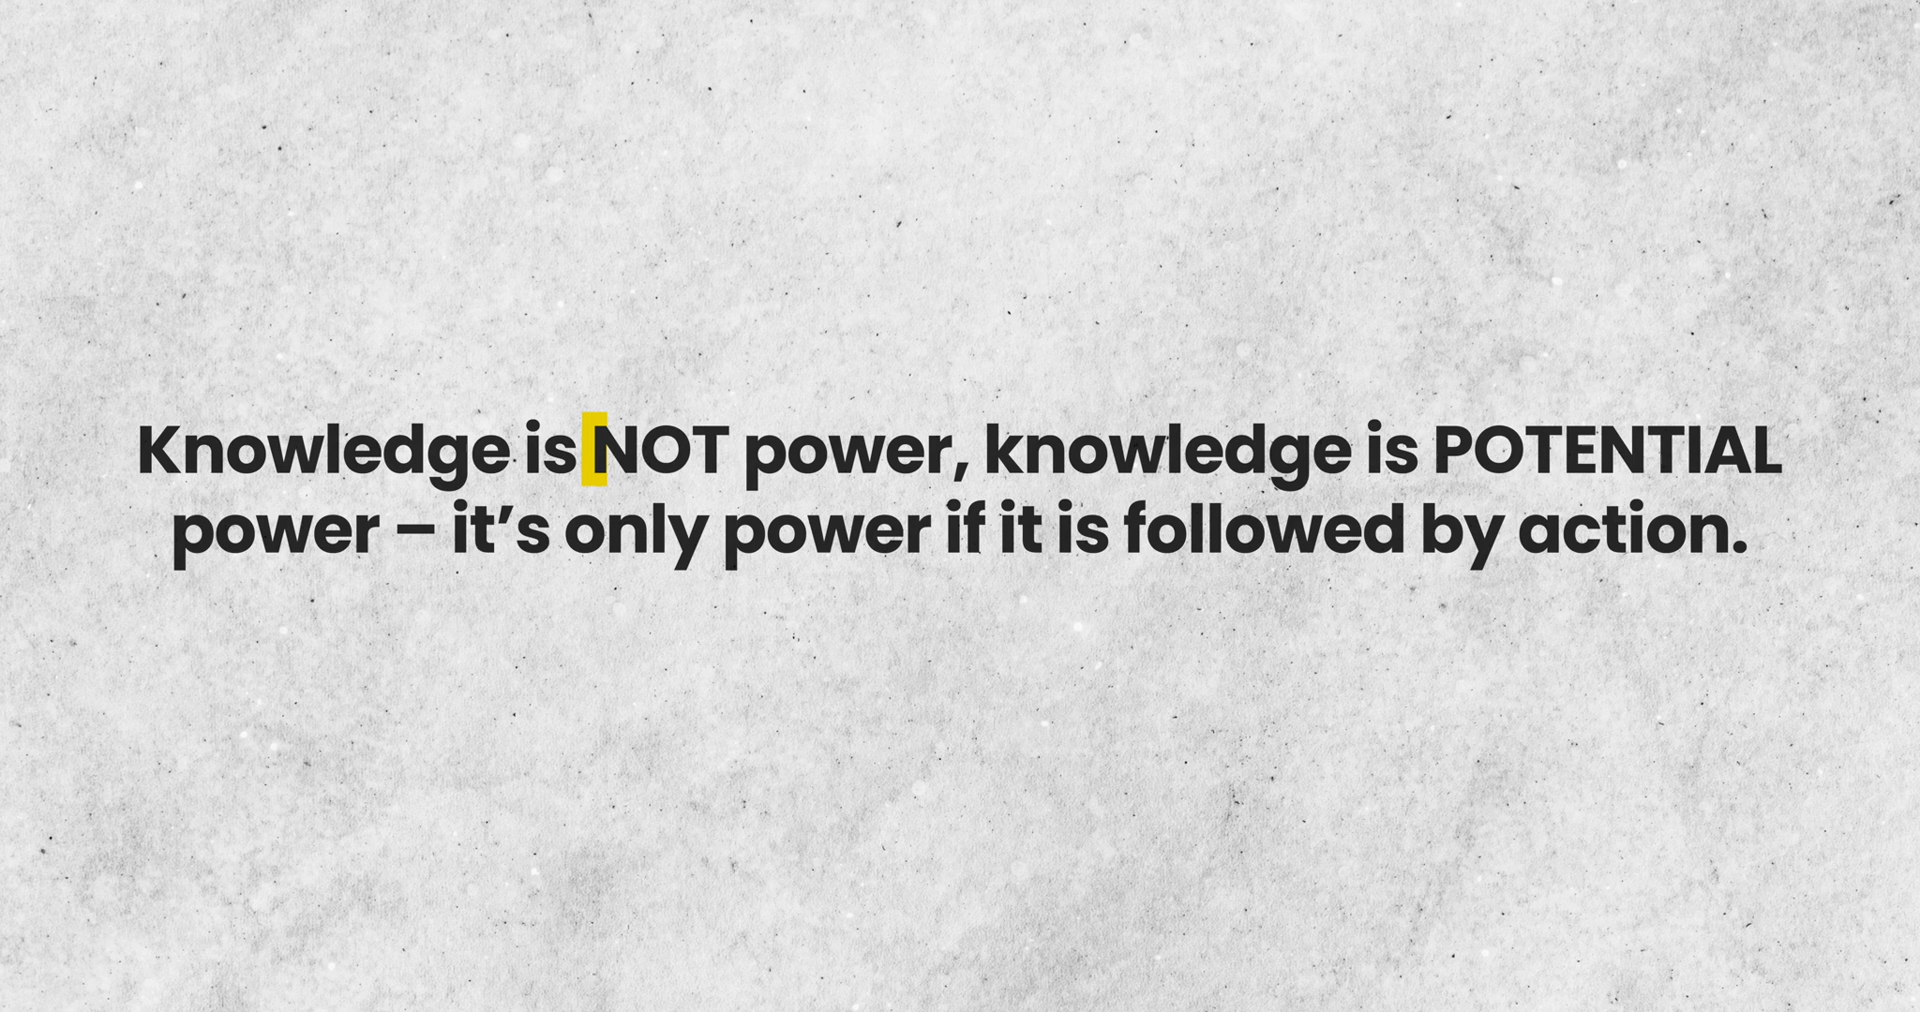 Knowledge is NOT power, knowledge is POTENTIAL
power – it’s only power if it is followed by action.